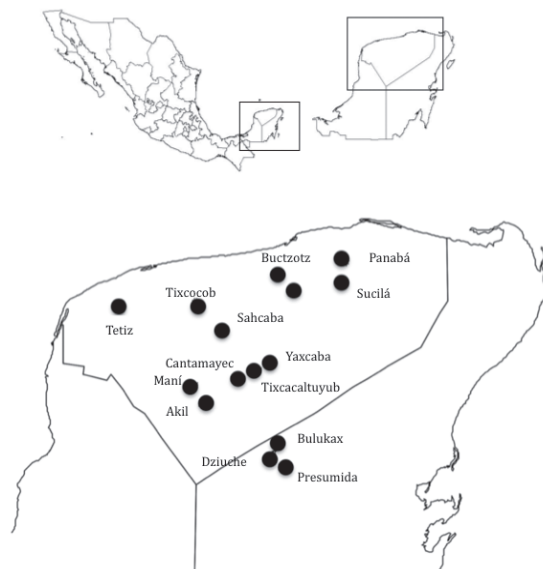 Buctzotz
Panabá
Tixcocob
Sucilá
Tetiz
Sahcaba
Cantamayec
Yaxcaba
Maní
Tixcacaltuyub
Akil
Bulukax
Dziuche
Presumida